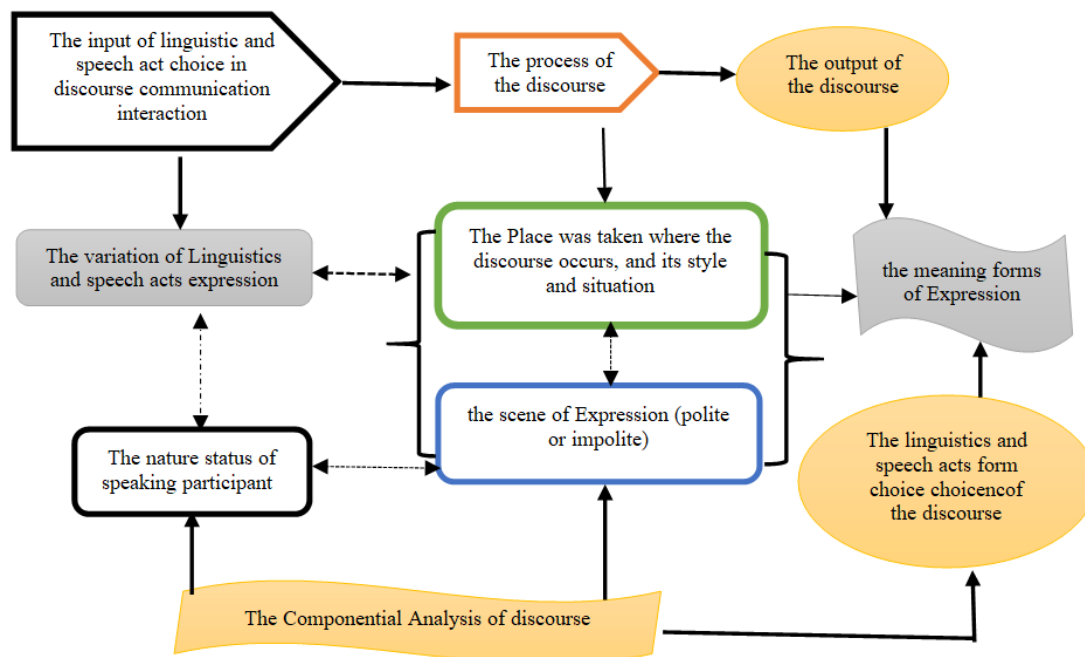 The input of linguistic and
speech act choice in
discourse communication
interaction
The process of
the discourse
The output of
the discourse
The variation of Linguistics
and speech acts expression
The Place was taken where the
discourse occurs, and its style
and situation
the meaning forms
of Expression
the scene of Expression (polite
or impolite)
The nature status of
speaking participant
The linguistics and
speech acts form
choice choicencof
the discourse
The Componential Analysis of discourse